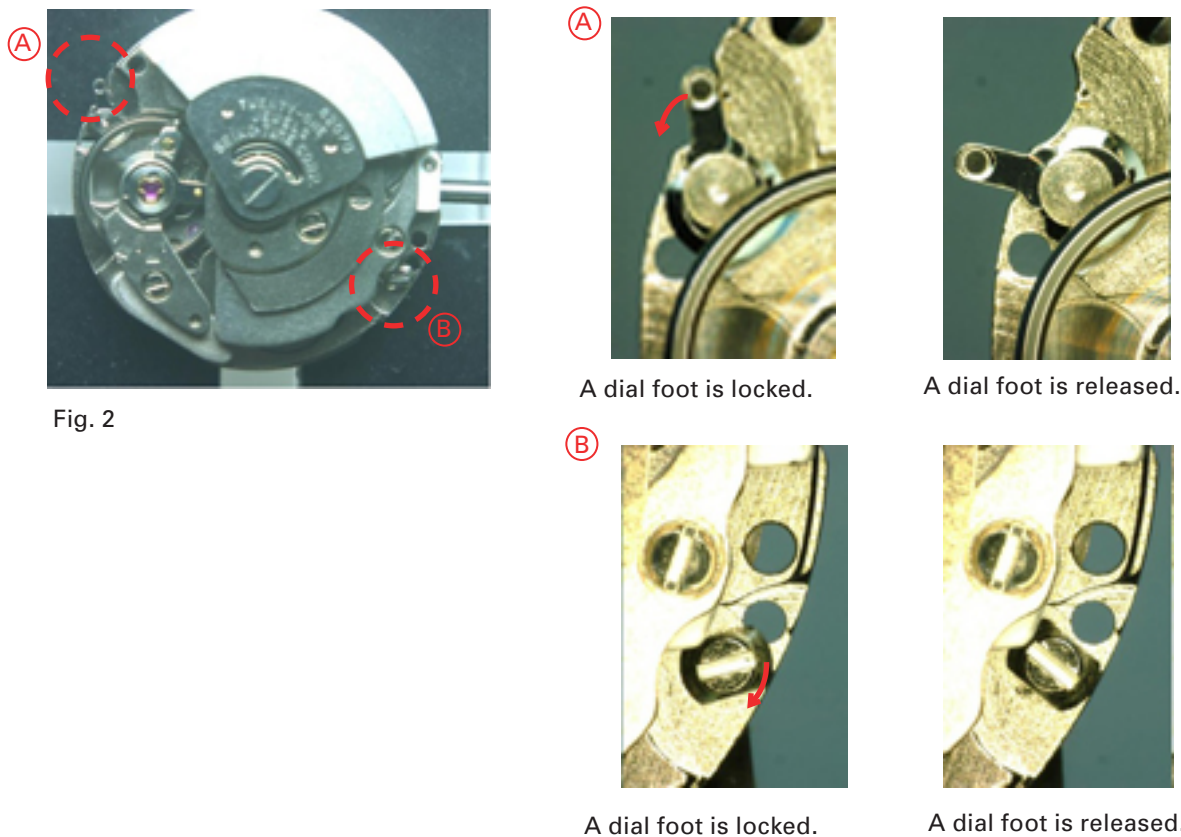 A
B
Fig. 2
A
A dial foot is locked.
A dial foot is released.
B
A dial foot is locked.
A dial foot is released.